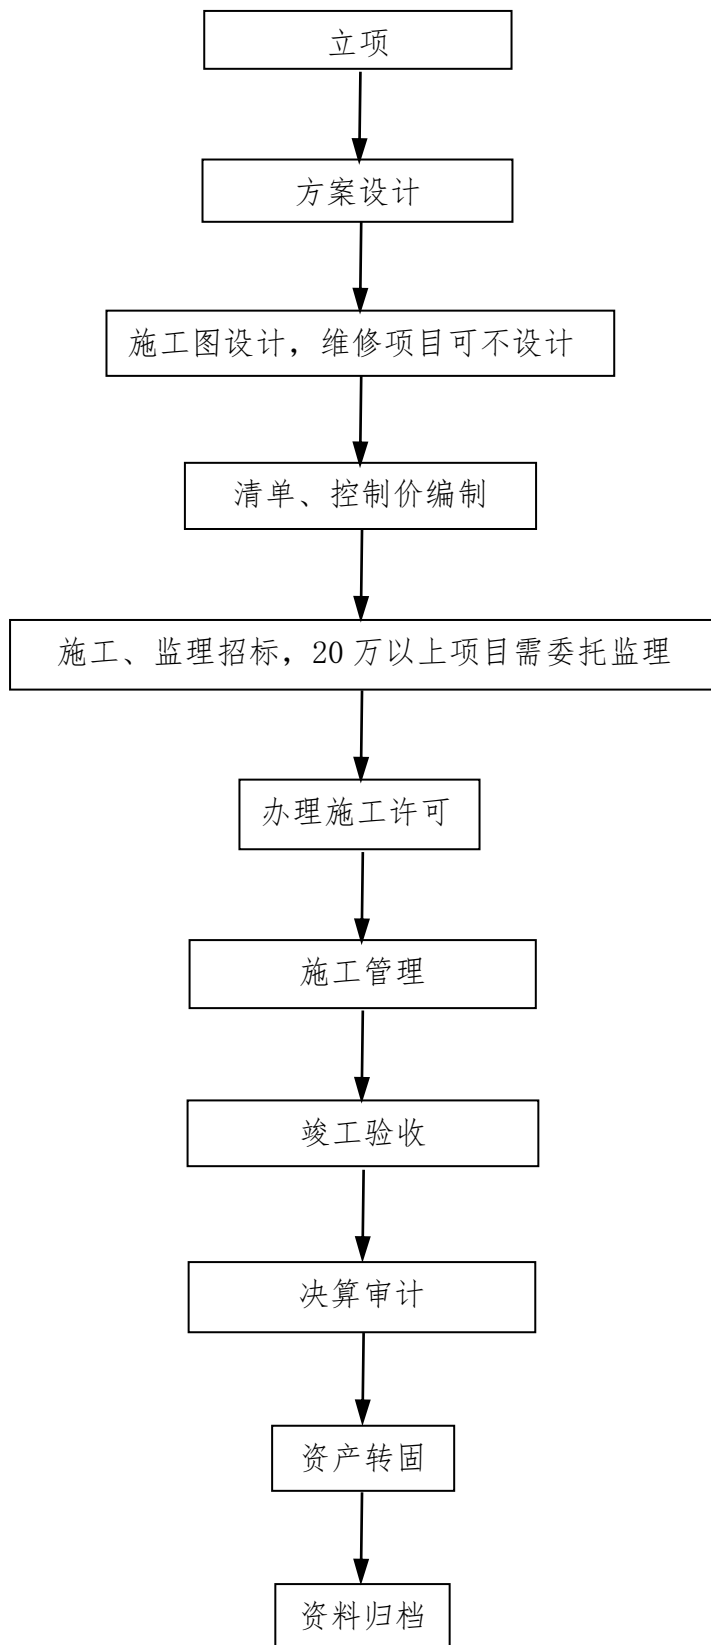 立项
方案设计
施工图设计，维修项目可不设计
清单、控制价编制
施工、监理招标，20 万以上项目需委托监理
办理施工许可
施工管理
竣工验收
决算审计
资产转固
资料归档